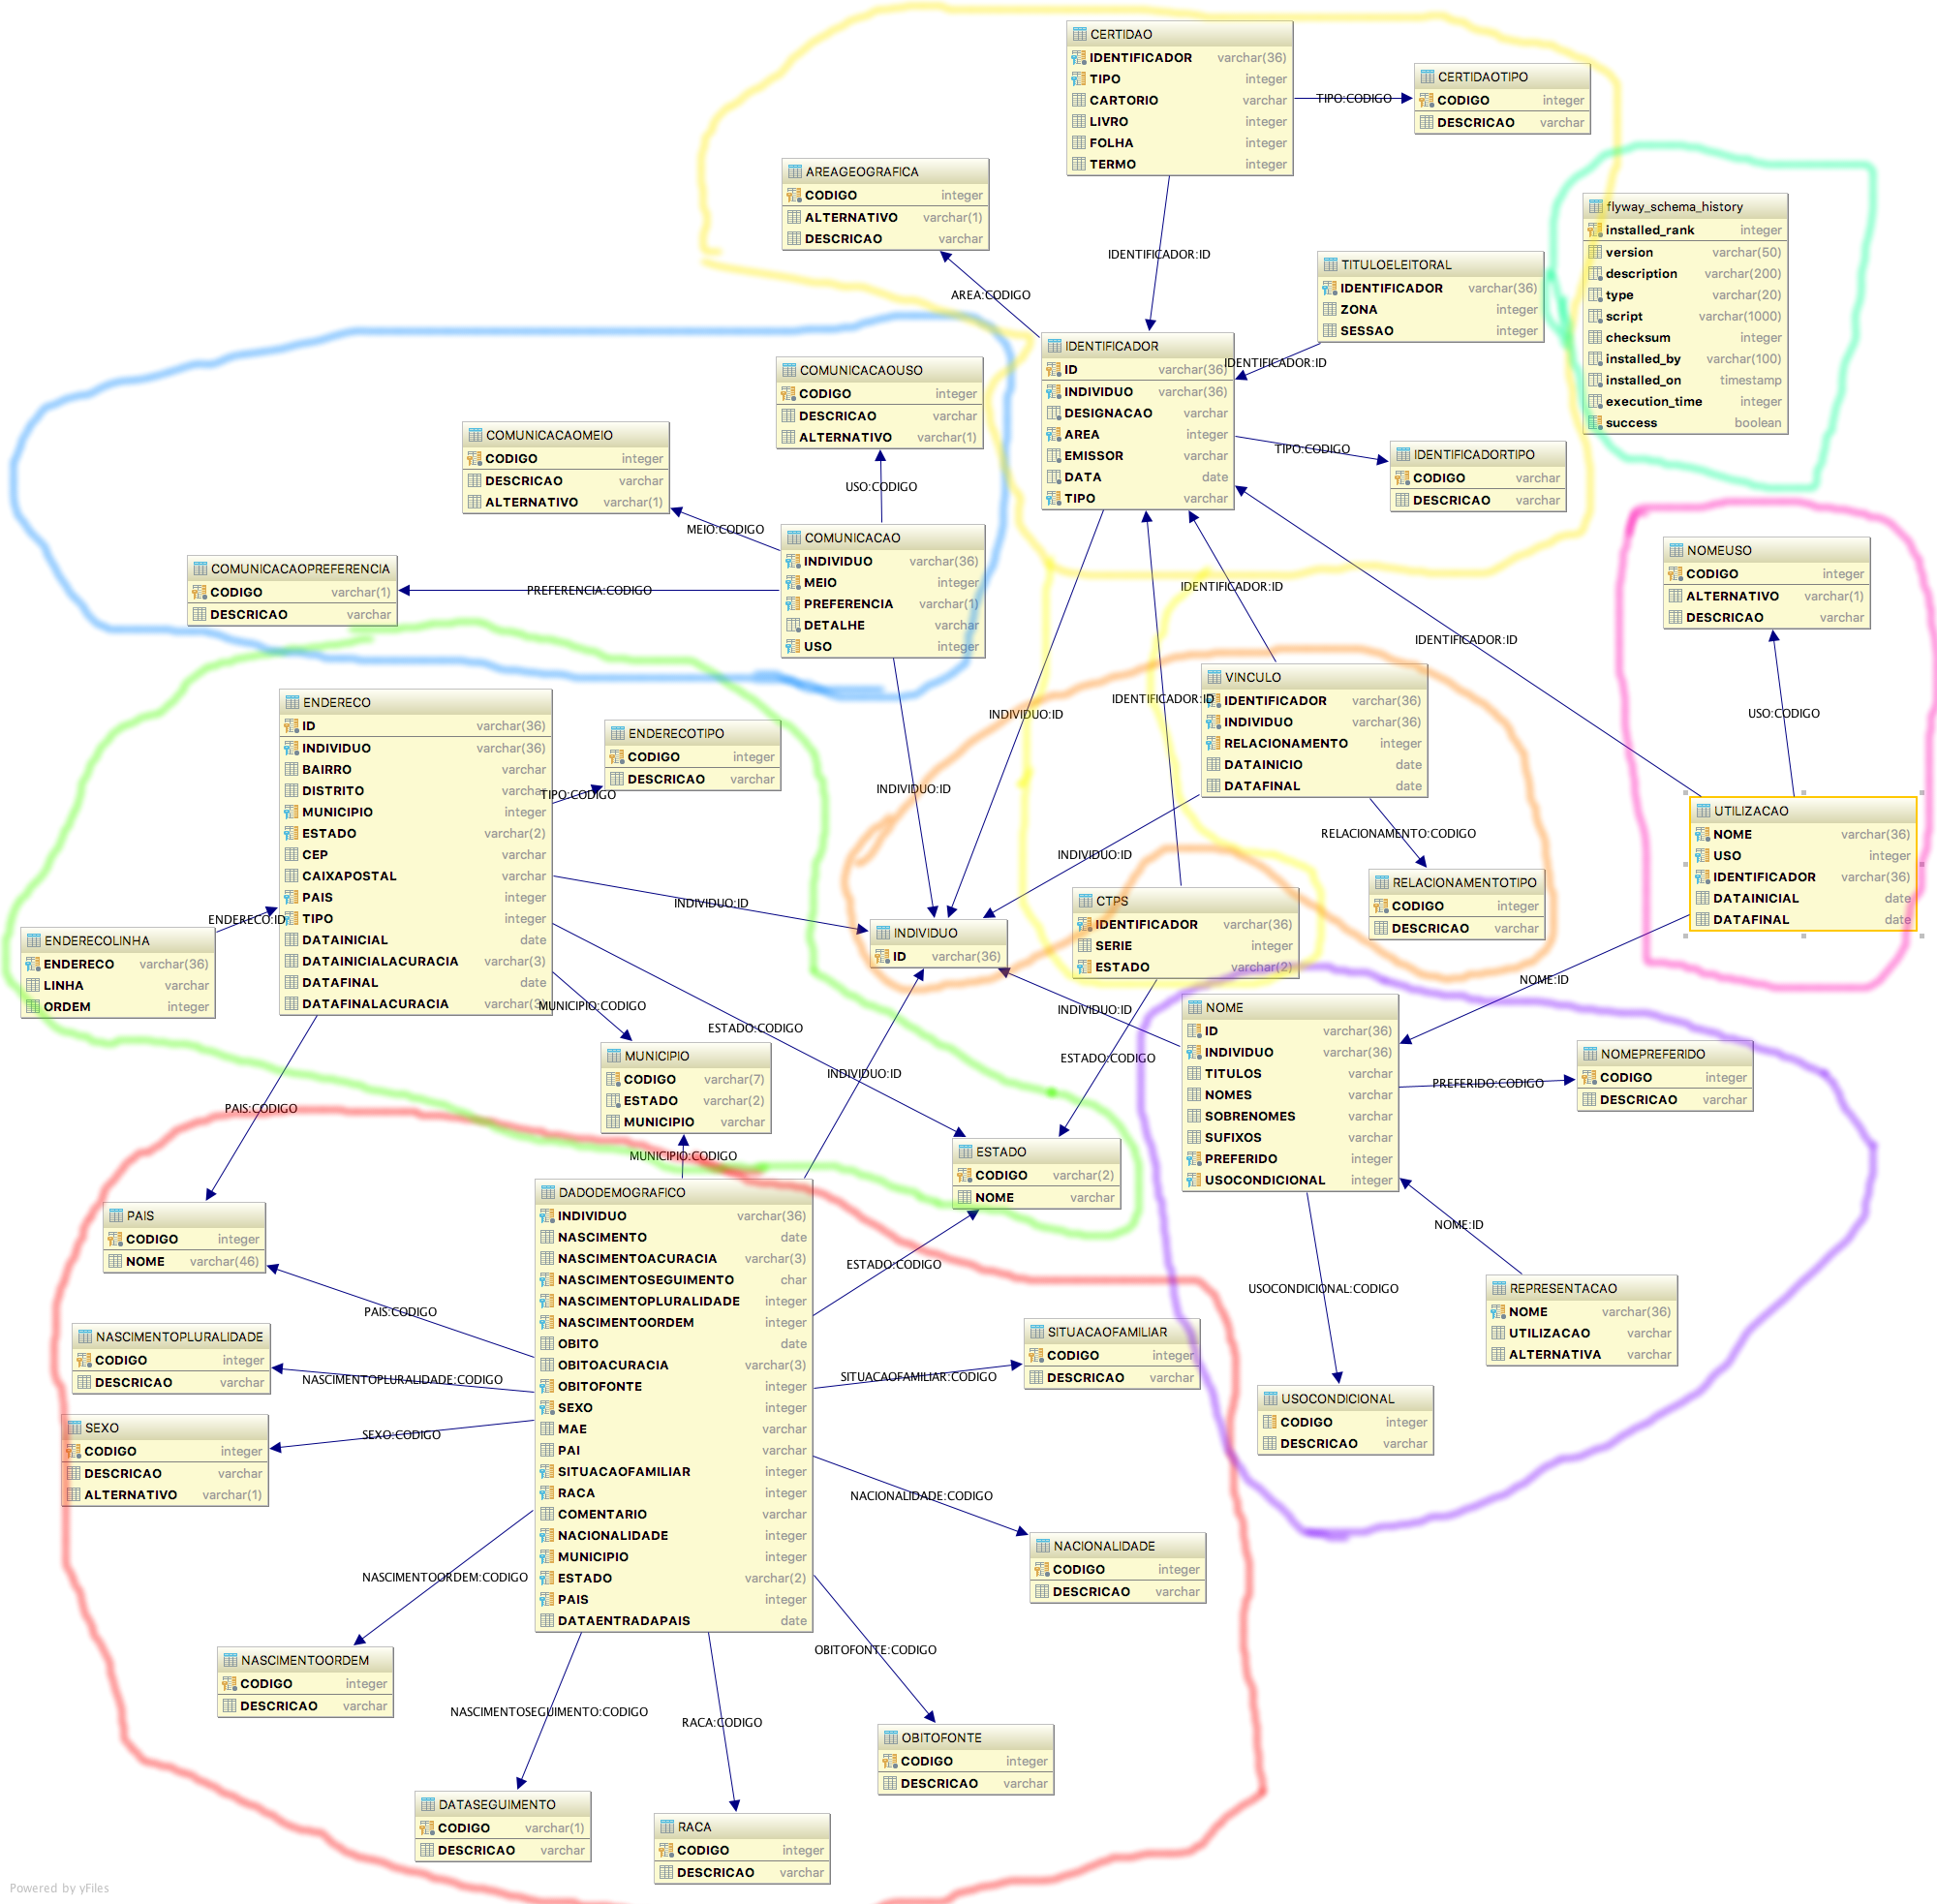 CERTIDAO
IDENTIFICADOR varchar(36)
TIPO integer
CARTORIO varchar
LIVRO integer
FOLHA integer
TERMO integer
TIPO:CODIGO
CERTIDAOTIPO
CODIGO integer
DESCRICAO varchar
AREAGEOGRAFICA
CODIGO integer
ALTERNATIVO varchar(1)
DESCRICAO varchar
IDENTIFICADOR:ID
AREA:CODIGO
TITULOELEITORAL
IDENTIFICADOR varchar(36)
ZONA integer
SESSAO integer
IDENTIFICADOR:ID
flyway_schema_history
installed_rank integer
version varchar(50)
description varchar(200)
type varchar(20)
script varchar(1000)
checksum integer
installed_by varchar(100)
installed_on timestamp
execution_time integer
success boolean
IDENTIFICADOR
ID varchar(36)
INDIVIDUO varchar(36)
DESIGNACAO varchar
AREA integer
EMISSOR varchar
DATA date
TIPO varchar
TIPO:CODIGO
IDENTIFICADORTIPO
CODIGO varchar
DESCRICAO varchar
COMUNICACAOUSO
CODIGO integer
DESCRICAO varchar
ALTERNATIVO varchar(1)
USO:CODIGO
COMUNICACAOMEIO
CODIGO integer
DESCRICAO varchar
ALTERNATIVO varchar(1)
MEIO:CODIGO
COMUNICACAO
INDIVIDUO varchar(36)
MEIO integer
PREFERENCIA varchar(1)
DETALHE varchar
USO integer
COMUNICACAOPREFERENCIA
CODIGO varchar(1)
DESCRICAO varchar
PREFERENCIA:CODIGO
NOMEUSO
CODIGO integer
ALTERNATIVO varchar(1)
DESCRICAO varchar
IDENTIFICADOR:ID
IDENTIFICADOR:ID
USO:CODIGO
VINCULO
IDENTIFICADOR varchar(36)
INDIVIDUO varchar(36)
RELACIONAMENTO integer
DATAINICIO date
DATAFINAL date
IDENTIFICADOR:ID
INDIVIDUO:ID
INDIVIDUO:ID
INDIVIDUO:ID
RELACIONAMENTO:CODIGO
ENDERECO
ID varchar(36)
INDIVIDUO varchar(36)
BAIRRO varchar
DISTRITO varchar
MUNICIPIO integer
ESTADO varchar(2)
CEP varchar
CAIXAPOSTAL varchar
PAIS integer
TIPO integer
DATAINICIAL date
DATAINICIALACURACIA varchar(3)
DATAFINAL date
DATAFINALACURACIA varchar(3)
ENDERECOTIPO
CODIGO integer
DESCRICAO varchar
TIPO:CODIGO
UTILIZACAO
NOME varchar(36)
USO integer
IDENTIFICADOR varchar(36)
DATAINICIAL date
DATAFINAL date
RELACIONAMENTOTIPO
CODIGO integer
DESCRICAO varchar
CTPS
IDENTIFICADOR varchar(36)
SERIE integer
ESTADO varchar(2)
INDIVIDUO:ID
INDIVIDUO
ID varchar(36)
ENDERECO:ID
ENDERECOLINHA
ENDERECO varchar(36)
LINHA varchar
ORDEM integer
NOME:ID
INDIVIDUO:ID
MUNICIPIO:CODIGO
ESTADO:CODIGO
ESTADO:CODIGO
INDIVIDUO:ID
NOME
ID varchar(36)
INDIVIDUO varchar(36)
TITULOS varchar
NOMES varchar
SOBRENOMES varchar
SUFIXOS varchar
PREFERIDO integer
USOCONDICIONAL integer
PREFERIDO:CODIGO
NOMEPREFERIDO
CODIGO integer
DESCRICAO varchar
MUNICIPIO
CODIGO varchar(7)
ESTADO varchar(2)
MUNICIPIO varchar
PAIS:CODIGO
MUNICIPIO:CODIGO
ESTADO
CODIGO varchar(2)
NOME varchar
PAIS
CODIGO integer
NOME varchar(46)
DADODEMOGRAFICO
INDIVIDUO varchar(36)
NASCIMENTO date
NASCIMENTOACURACIA varchar(3)
NASCIMENTOSEGUIMENTO char
NASCIMENTOPLURALIDADE integer
NASCIMENTOORDEM integer
OBITO date
OBITOACURACIA varchar(3)
OBITOFONTE integer
SEXO integer
MAE varchar
PAI varchar
SITUACAOFAMILIAR integer
RACA integer
COMENTARIO varchar
NACIONALIDADE integer
MUNICIPIO integer
ESTADO varchar(2)
PAIS integer
DATAENTRADAPAIS date
NOME:ID
ESTADO:CODIGO
USOCONDICIONAL:CODIGO
REPRESENTACAO
NOME varchar(36)
UTILIZACAO varchar
ALTERNATIVA varchar
PAIS:CODIGO
NASCIMENTOPLURALIDADE
CODIGO integer
DESCRICAO varchar
NASCIMENTOPLURALIDADE:CODIGO
SITUACAOFAMILIAR:CODIGO
SITUACAOFAMILIAR
CODIGO integer
DESCRICAO varchar
USOCONDICIONAL
CODIGO integer
DESCRICAO varchar
SEXO
CODIGO integer
DESCRICAO varchar
ALTERNATIVO varchar(1)
SEXO:CODIGO
NACIONALIDADE:CODIGO
NACIONALIDADE
CODIGO integer
DESCRICAO varchar
NASCIMENTOORDEM:CODIGO
NASCIMENTOORDEM
CODIGO integer
DESCRICAO varchar
OBITOFONTE:CODIGO
NASCIMENTOSEGUIMENTO:CODIGO
RACA:CODIGO
OBITOFONTE
CODIGO integer
DESCRICAO varchar
DATASEGUIMENTO
CODIGO varchar(1)
DESCRICAO varchar
RACA
CODIGO integer
DESCRICAO varchar
Powered by yFiles